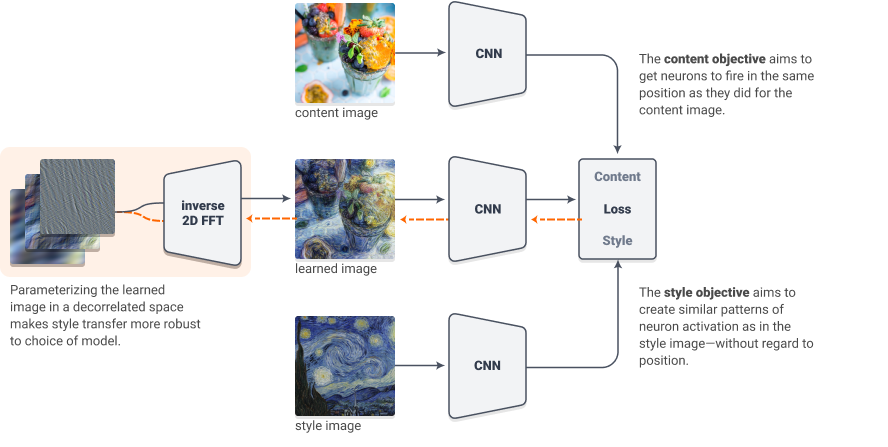 CNN
content image
The content objective aims to
get neurons to fire in the same
position as they did for the
content image.
inverse
2D FFT
CNN
Content
Loss
Style
learned image
Parameterizing the learned
image in a decorrelated space
makes style transfer more robust
to choice of model.
The style objective aims to
create similar patterns of
neuron activation as in the
style image—without regard to
position.
CNN
style image